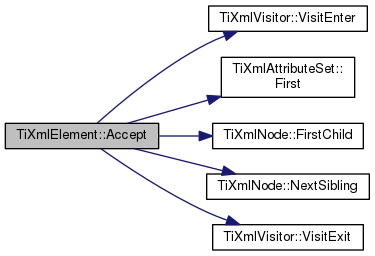 TiXmlVisitor::VisitEnter
TiXmlAttributeSet::
First
TiXmlElement::Accept
TiXmlNode::FirstChild
TiXmlNode::NextSibling
TiXmlVisitor::VisitExit